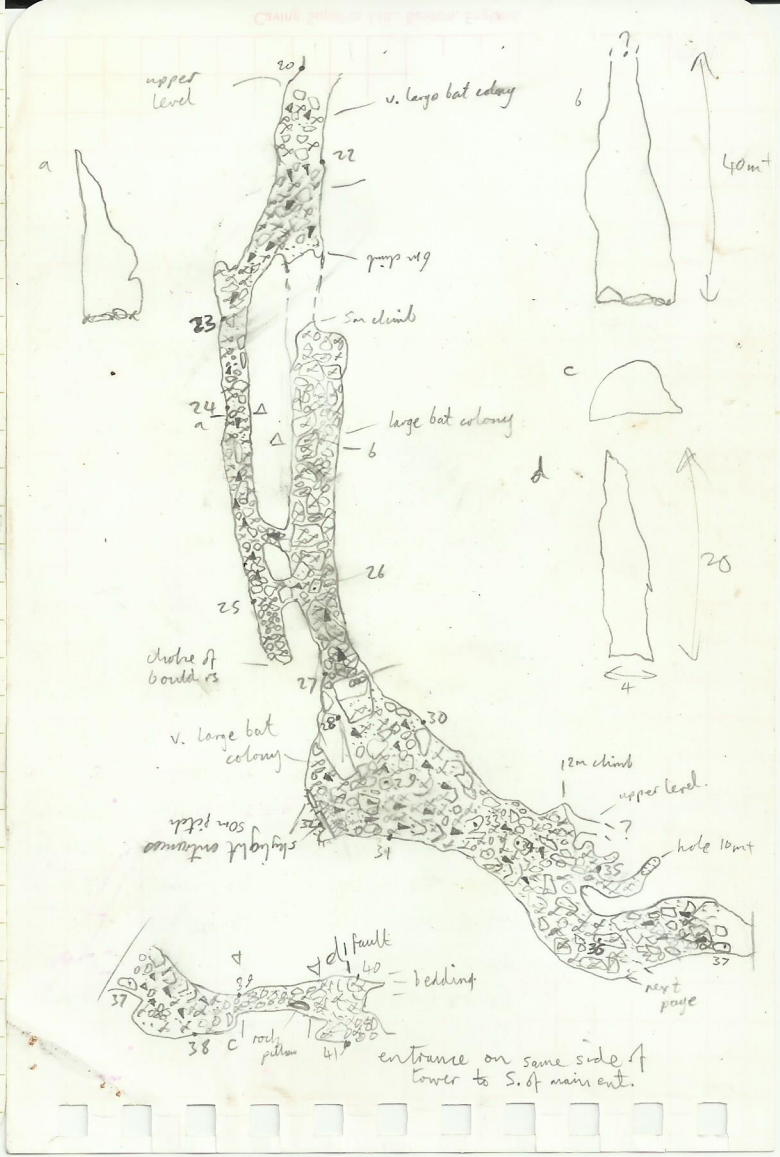 20
upper
level
v. large bat colony
?
b
40m+
a
22
6m climb
5m climb
23
24
a
c
large bat colony
b
d
20
26
25
choke of
boulders
4
27
28
30
v. large bat
colony
12m climb
upper level.
?
skylight entrance
50m pitch
31
33
35
hole 10m+
36
37
next
page
d
fault
40
bedding
37
38
c
rock
pillow
41
entrance on same side of
tower to S. of main ent.